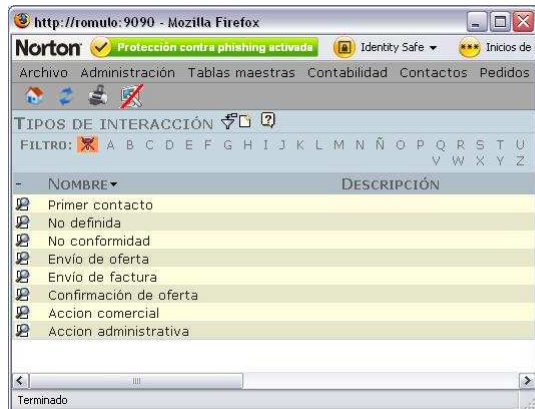 http://romulo:9090 - Mozilla Firefox
Norton Protección contra phishing activada Identity Safe Inicios de
Archivo Administración Tablas maestras Contabilidad Contactos Pedidos
TIPOS DE INTERACCIÓN
FILTRO: A B C D E F G H I J K L M N Ñ O P Q R S T U
V W X Y Z
- NOMBRE DESCRIPCIÓN
Primer contacto
No definida
No conformidad
Envío de oferta
Envío de factura
Confirmación de oferta
Accion comercial
Accion administrativa
Terminado